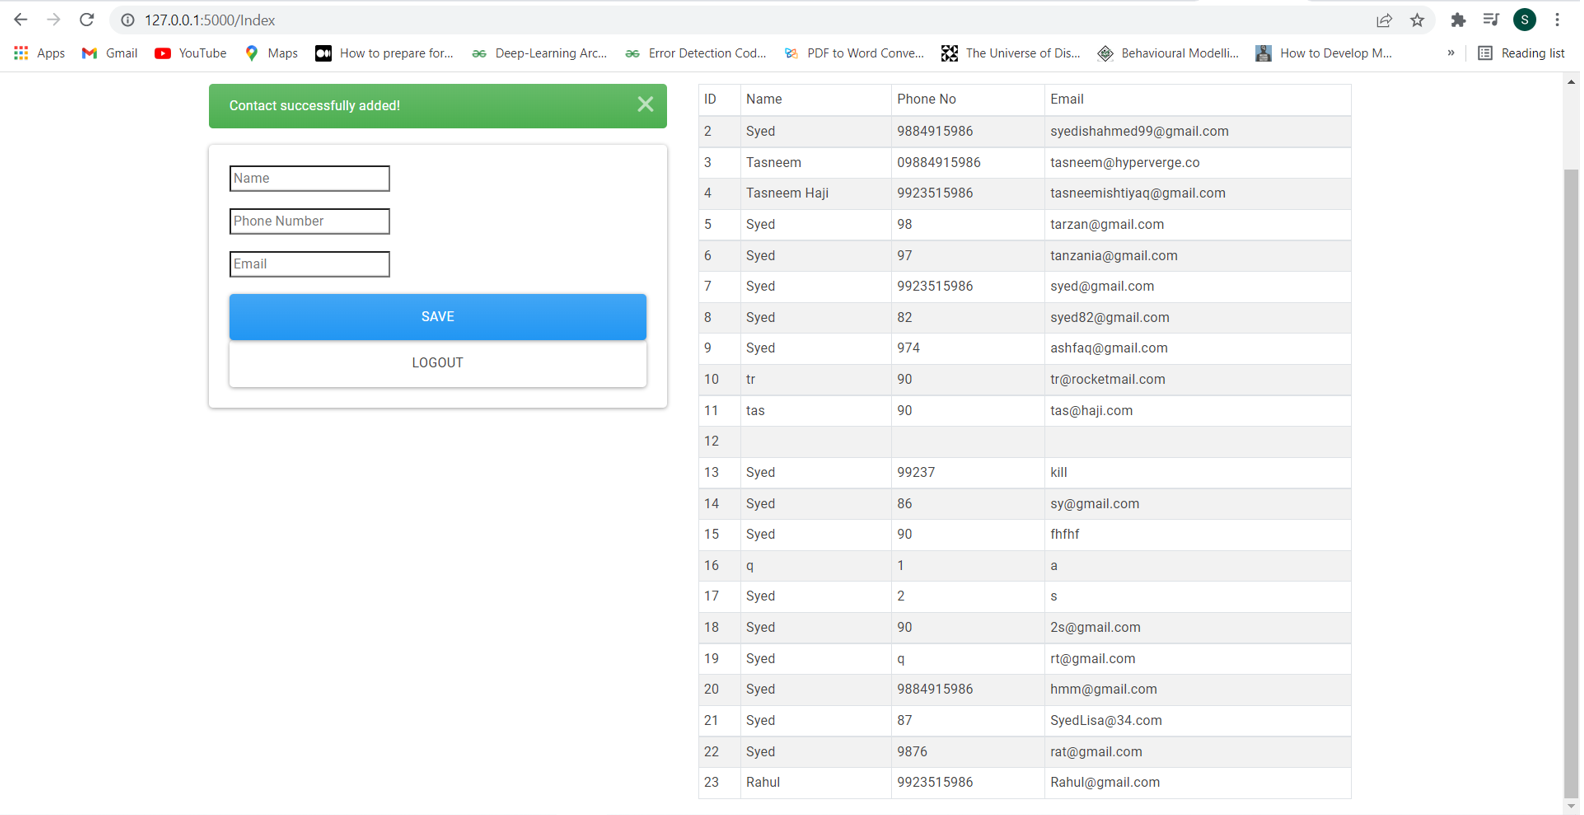 127.0.0.1:5000/Index
S
Apps Gmail YouTube Maps How to prepare for... Deep-Learning Arc... Error Detection Cod... PDF to Word Conve... The Universe of Dis... Behavioural Modelli... How to Develop M... » Reading list
Contact successfully added!
Name
Phone Number
Email
SAVE
LOGOUT
ID Name Phone No Email
2 Syed 9884915986 syedishahmed99@gmail.com
3 Tasneem 09884915986 tasneem@hyperverge.co
4 Tasneem Haji 9923515986 tasneemishtiyaq@gmail.com
5 Syed 98 tarzan@gmail.com
6 Syed 97 tanzania@gmail.com
7 Syed 9923515986 syed@gmail.com
8 Syed 82 syed82@gmail.com
9 Syed 974 ashfaq@gmail.com
10 tr 90 tr@rocketmail.com
11 tas 90 tas@haji.com
12
13 Syed 99237 kill
14 Syed 86 sy@gmail.com
15 Syed 90 fhfhf
16 q 1 a
17 Syed 2 s
18 Syed 90 2s@gmail.com
19 Syed q rt@gmail.com
20 Syed 9884915986 hmm@gmail.com
21 Syed 87 SyedLisa@34.com
22 Syed 9876 rat@gmail.com
23 Rahul 9923515986 Rahul@gmail.com